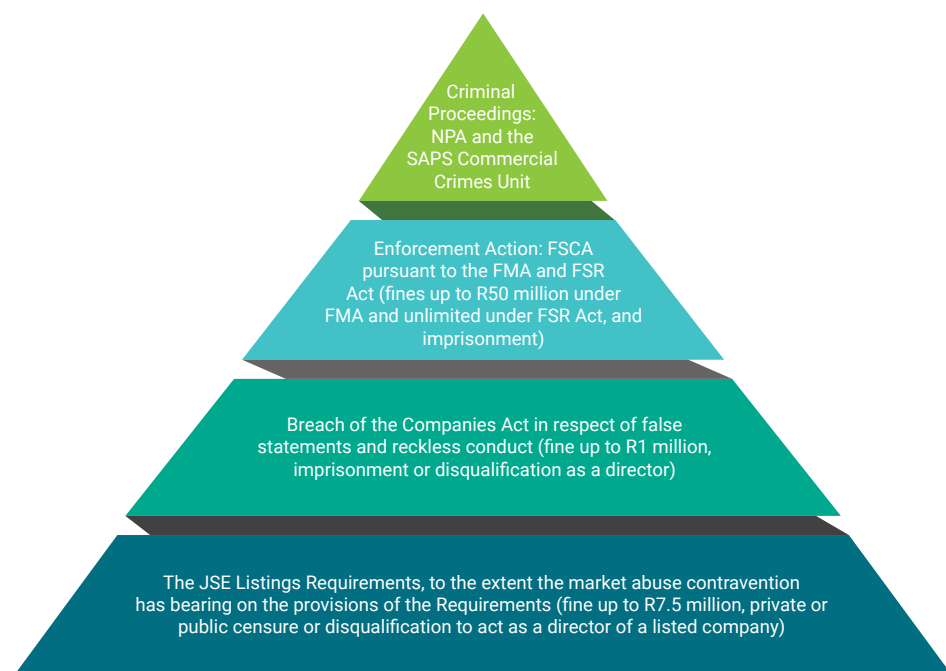 Criminal
Proceedings:
NPA and the
SAPS Commercial
Crimes Unit
Enforcement Action: FSCA
pursuant to the FMA and FSR
Act (fines up to R50 million under
FMA and unlimited under FSR Act, and
imprisonment)
Breach of the Companies Act in respect of false
statements and reckless conduct (fine up to R1 million,
imprisonment or disqualification as a director)
The JSE Listings Requirements, to the extent the market abuse contravention
has bearing on the provisions of the Requirements (fine up to R7.5 million, private or
public censure or disqualification to act as a director of a listed company)